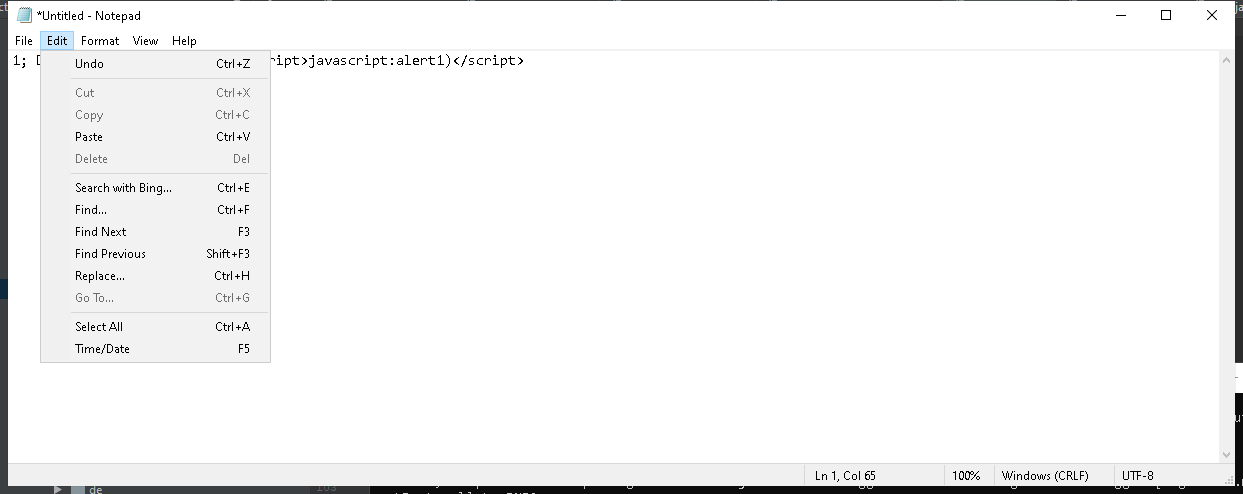 *Untitled - Notepad
File Edit Format View Help
1; ript>javascript:alert1)</script>
Undo Ctrl+Z
Cut Ctrl+X
Copy Ctrl+C
Paste Ctrl+V
Delete Del
Search with Bing... Ctrl+E
Find... Ctrl+F
Find Next F3
Find Previous Shift+F3
Replace... Ctrl+H
Go To... Ctrl+G
Select All Ctrl+A
Time/Date F5
Ln 1, Col 65 100% Windows (CRLF) UTF-8
de